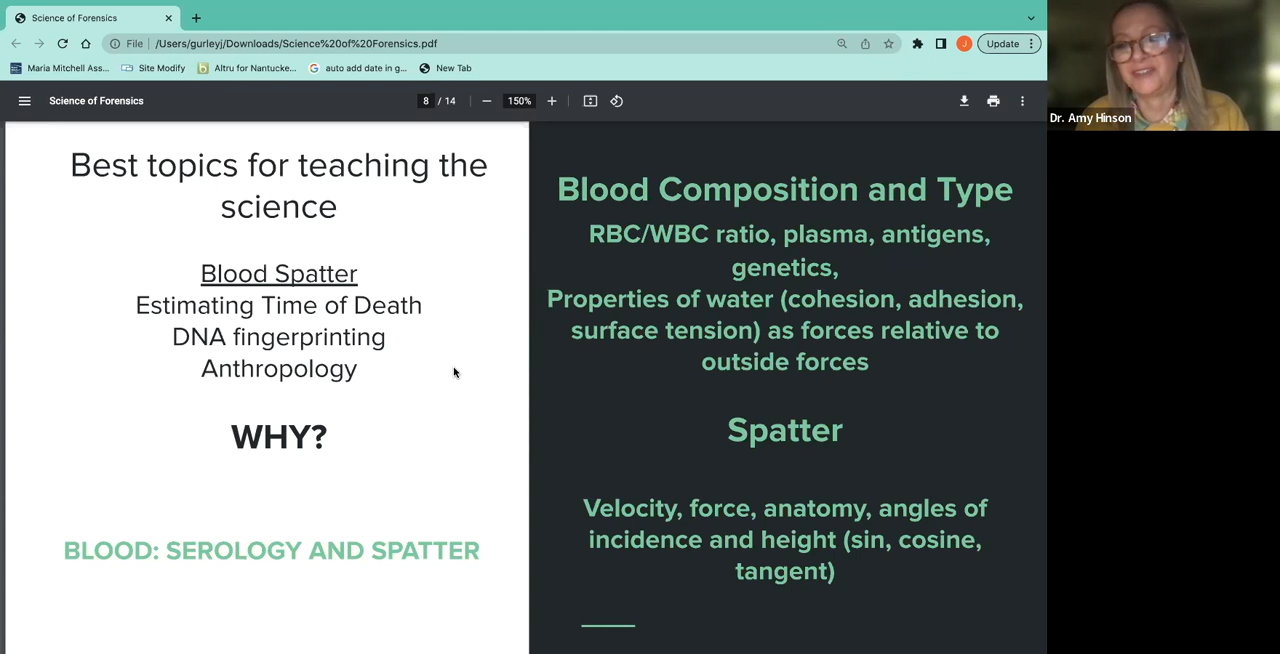 Science of Forensics
File | /Users/gurleyj/Downloads/Science%20of%20Forensics.pdf
J
Update
Maria Mitchell Ass...
Site Modify
Altru for Nantucke...
auto add date in g...
New Tab
Science of Forensics
8 / 14
150%
Dr. Amy Hinson
Best topics for teaching the
science
Blood Spatter
Estimating Time of Death
DNA fingerprinting
Anthropology
WHY?
BLOOD: SEROLOGY AND SPATTER
Blood Composition and Type
RBC/WBC ratio, plasma, antigens,
genetics,
Properties of water (cohesion, adhesion,
surface tension) as forces relative to
outside forces
Spatter
Velocity, force, anatomy, angles of
incidence and height (sin, cosine,
tangent)